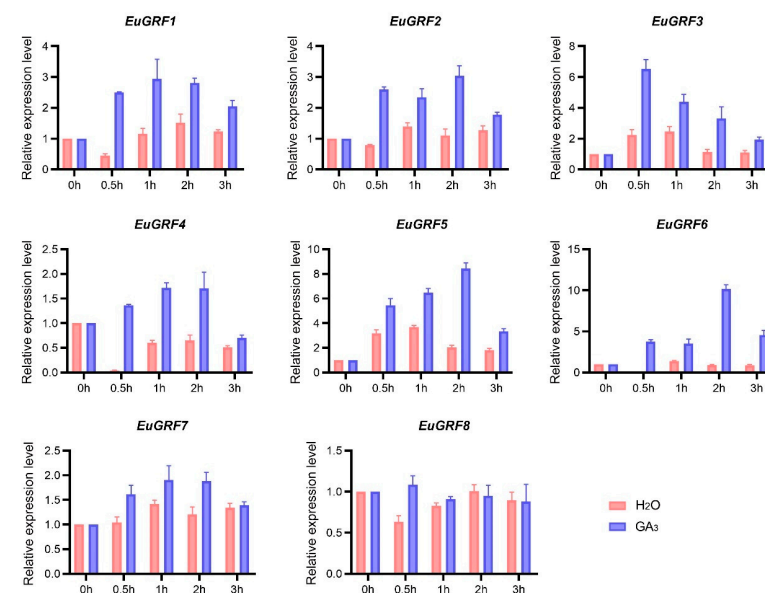 EuGRF1
EuGRF2
EuGRF3
Relative expression level
4
3
2
1
0
0h 0.5h 1h 2h 3h
Relative expression level
4
3
2
1
0
0h 0.5h 1h 2h 3h
Relative expression level
8
6
4
2
0
0h 0.5h 1h 2h 3h
EuGRF4
EuGRF5
EuGRF6
Relative expression level
2.5
2.0
1.5
1.0
0.5
0.0
0h 0.5h 1h 2h 3h
Relative expression level
10
8
6
4
2
0
0h 0.5h 1h 2h 3h
Relative expression level
15
10
5
0
0h 0.5h 1h 2h 3h
EuGRF7
EuGRF8
Relative expression level
2.5
2.0
1.5
1.0
0.5
0.0
0h 0.5h 1h 2h 3h
Relative expression level
1.5
1.0
0.5
0.0
0h 0.5h 1h 2h 3h
H2O
GA3